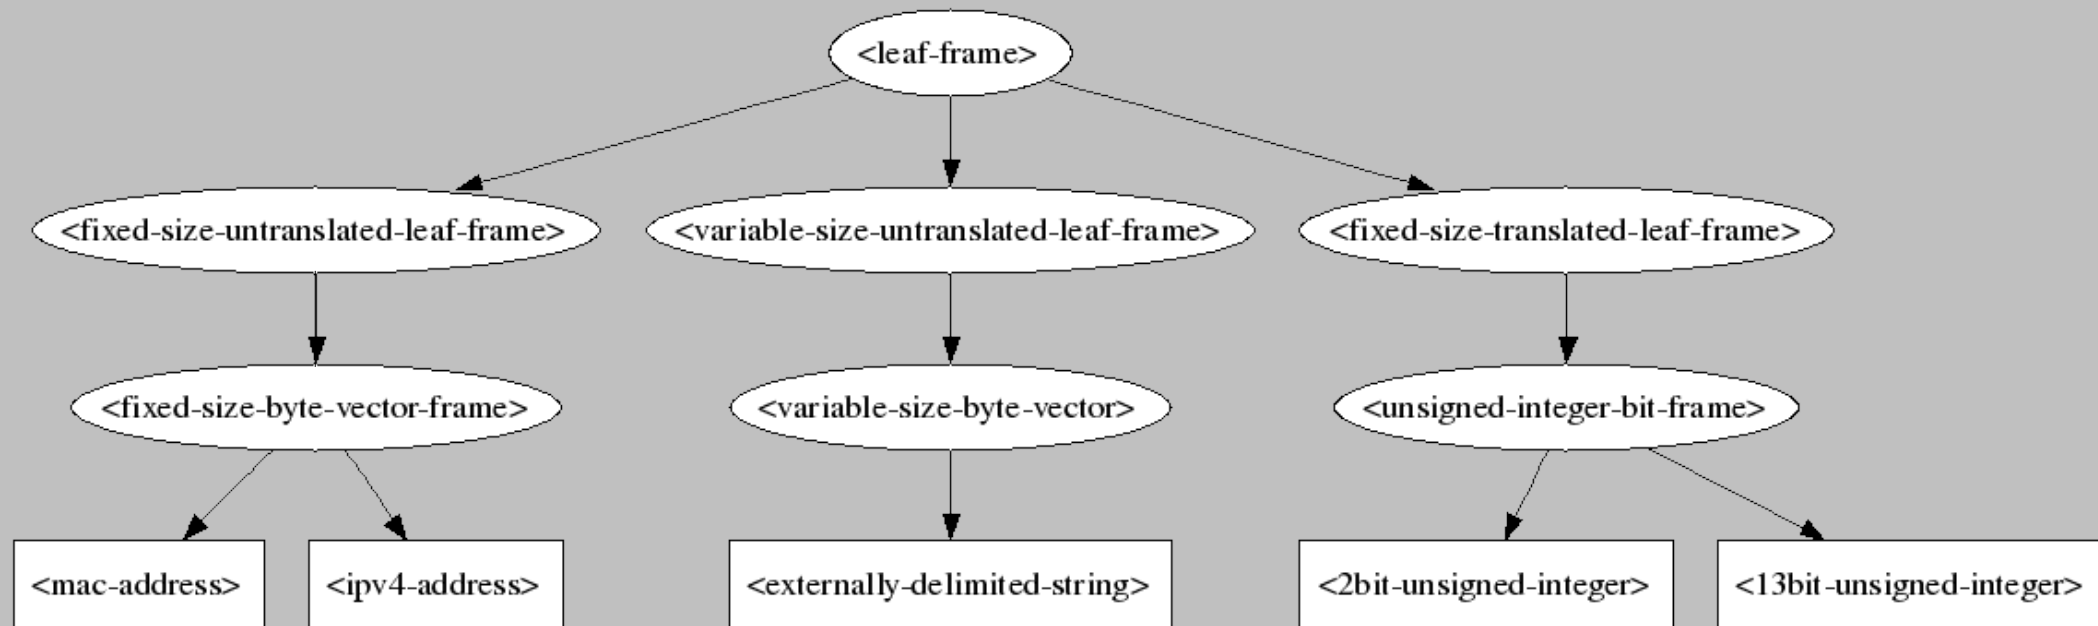 <leaf-frame>
<fixed-size-untranslated-leaf-frame>
<variable-size-untranslated-leaf-frame>
<fixed-size-translated-leaf-frame>
<fixed-size-byte-vector-frame>
<variable-size-byte-vector>
<unsigned-integer-bit-frame>
<mac-address>
<ipv4-address>
<externally-delimited-string>
<2bit-unsigned-integer>
<13bit-unsigned-integer>